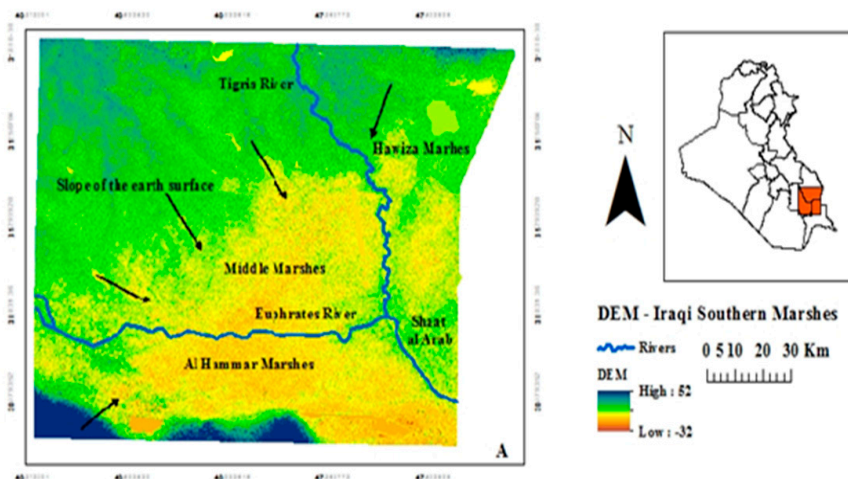 Tigris River
Hawiza Marhes
Slope of the earth surface
Middle Marshes
Euphrates River
Shaat
al Arab
Al Hammar Marshes
A
N
DEM - Iraqi Southern Marshes
Rivers
0 5 10 20 30 Km
DEM
High : 52
Low : -32